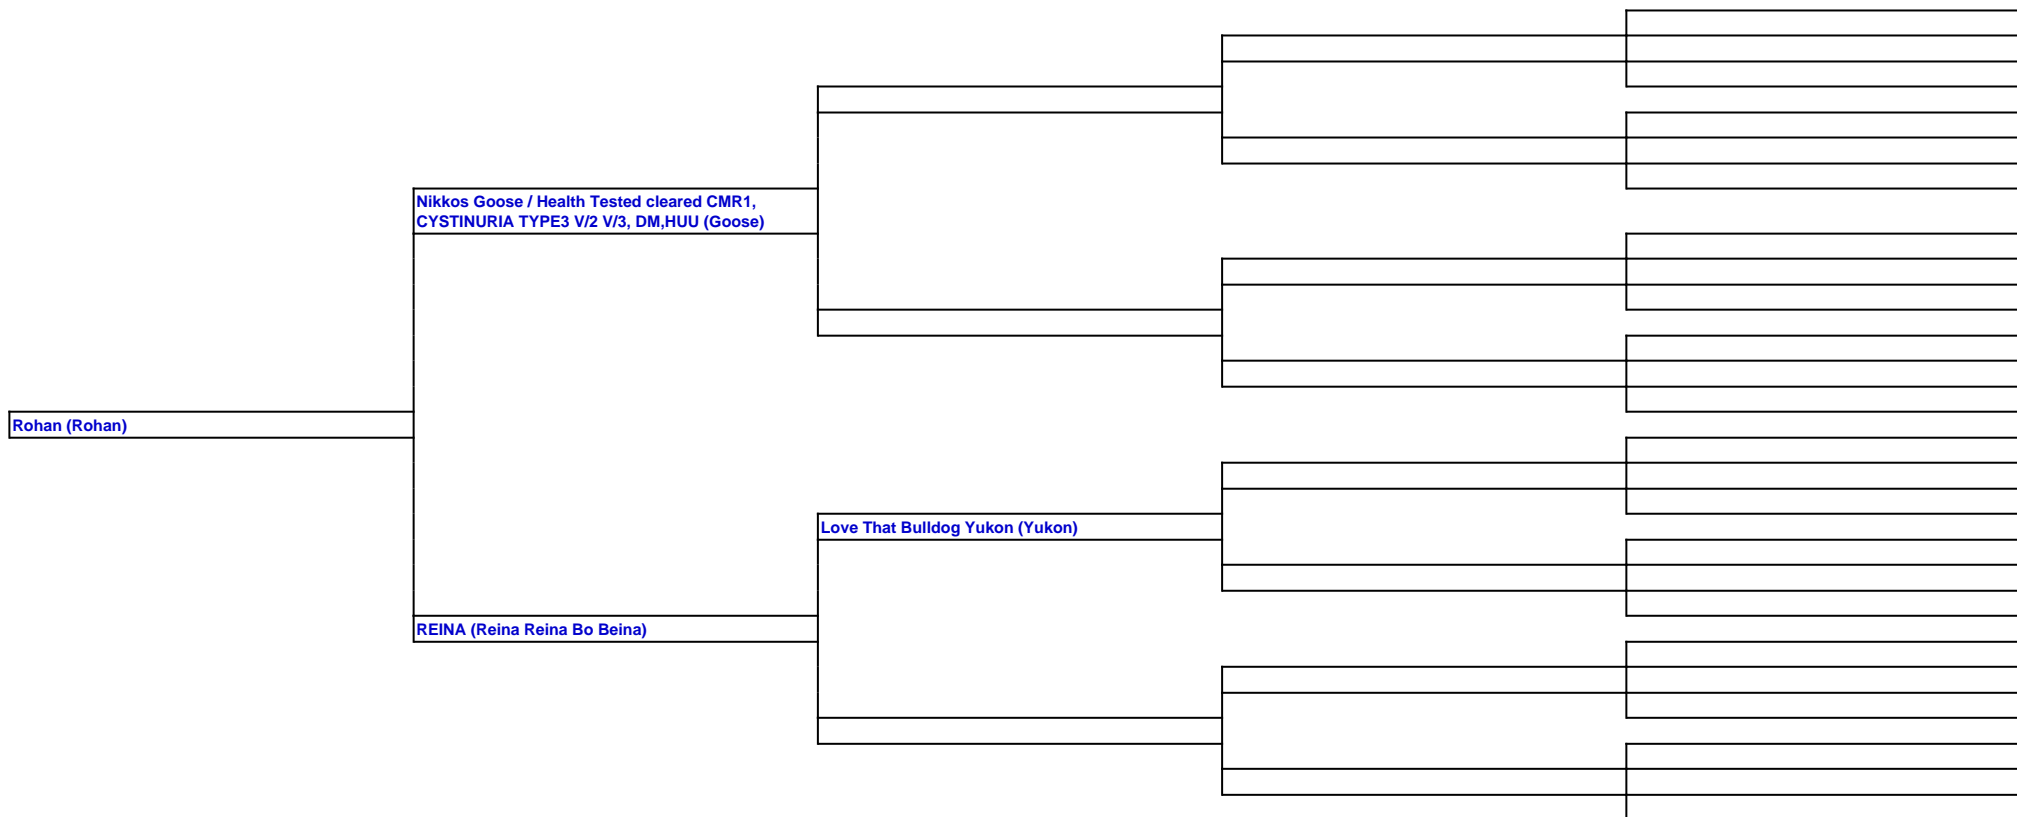 Nikkos Goose / Health Tested cleared CMR1,
CYSTINURIA TYPE3 V/2 V/3, DM,HUU (Goose)
Rohan (Rohan)
Love That Bulldog Yukon (Yukon)
REINA (Reina Reina Bo Beina)